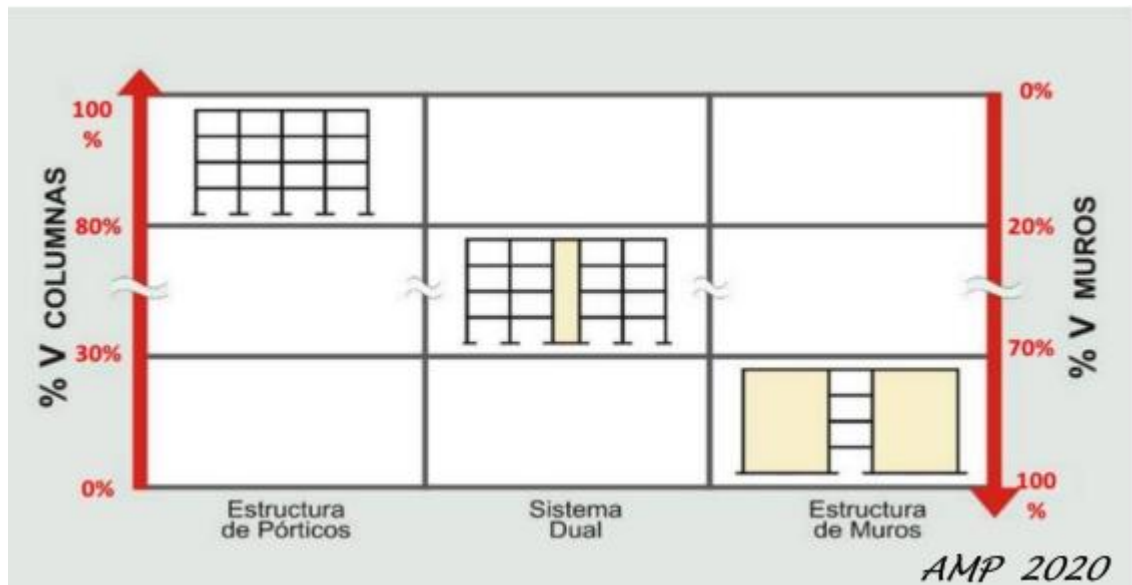 % V COLUMNAS
100
%
80%
30%
0%
0%
20%
70%
100
%
% V MUROS
Estructura
de Pórticos
Sistema
Dual
Estructura
de Muros
AMP 2020